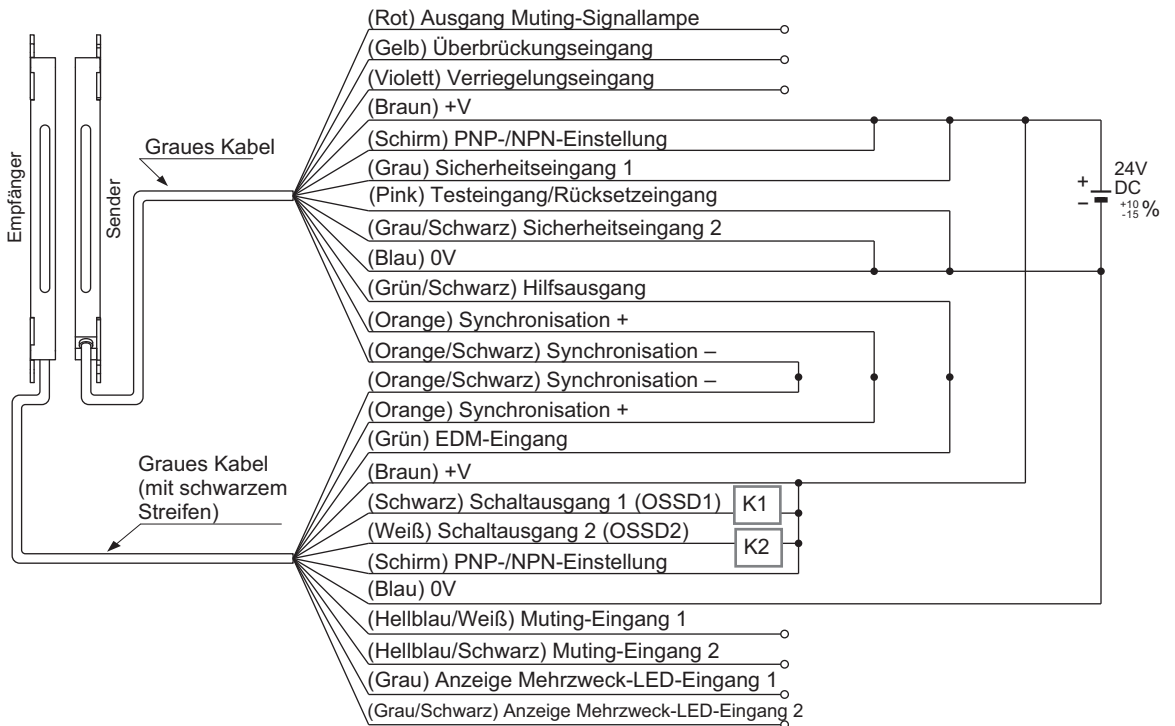 Empfänger
Sender
Graues Kabel
(Rot) Ausgang Muting-Signallampe
(Gelb) Überbrückungseingang
(Violett) Verriegelungseingang
(Braun) +V
(Schirm) PNP-/NPN-Einstellung
(Grau) Sicherheitseingang 1
(Pink) Testeingang/Rücksetzeingang
(Grau/Schwarz) Sicherheitseingang 2
(Blau) 0V
(Grün/Schwarz) Hilfsausgang
(Orange) Synchronisation +
(Orange/Schwarz) Synchronisation –
+
–
24V
DC
+10
-15 %
Graues Kabel
(mit schwarzem
Streifen)
(Orange/Schwarz) Synchronisation –
(Orange) Synchronisation +
(Grün) EDM-Eingang
(Braun) +V
(Schwarz) Schaltausgang 1 (OSSD1)
K1
(Weiß) Schaltausgang 2 (OSSD2)
K2
(Schirm) PNP-/NPN-Einstellung
(Blau) 0V
(Hellblau/Weiß) Muting-Eingang 1
(Hellblau/Schwarz) Muting-Eingang 2
(Grau) Anzeige Mehrzweck-LED-Eingang 1
(Grau/Schwarz) Anzeige Mehrzweck-LED-Eingang 2